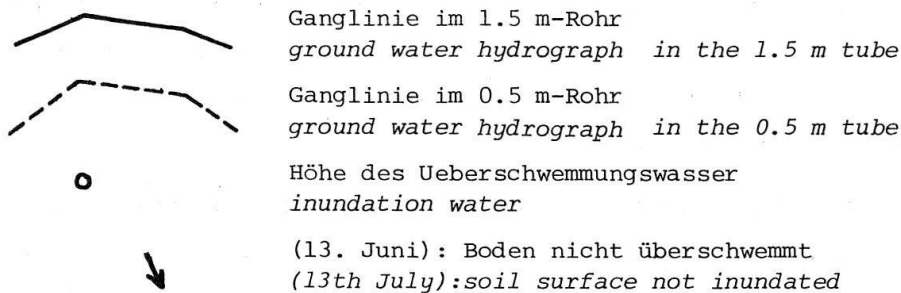 Ganglinie im 1.5 m-Rohr
ground water hydrograph in the 1.5 m tube
Ganglinie im 0.5 m-Rohr
ground water hydrograph in the 0.5 m tube
Höhe des Ueberschwemmungswasser
inundation water
(13. Juni): Boden nicht überschwemmt
(13th July):soil surface not inundated